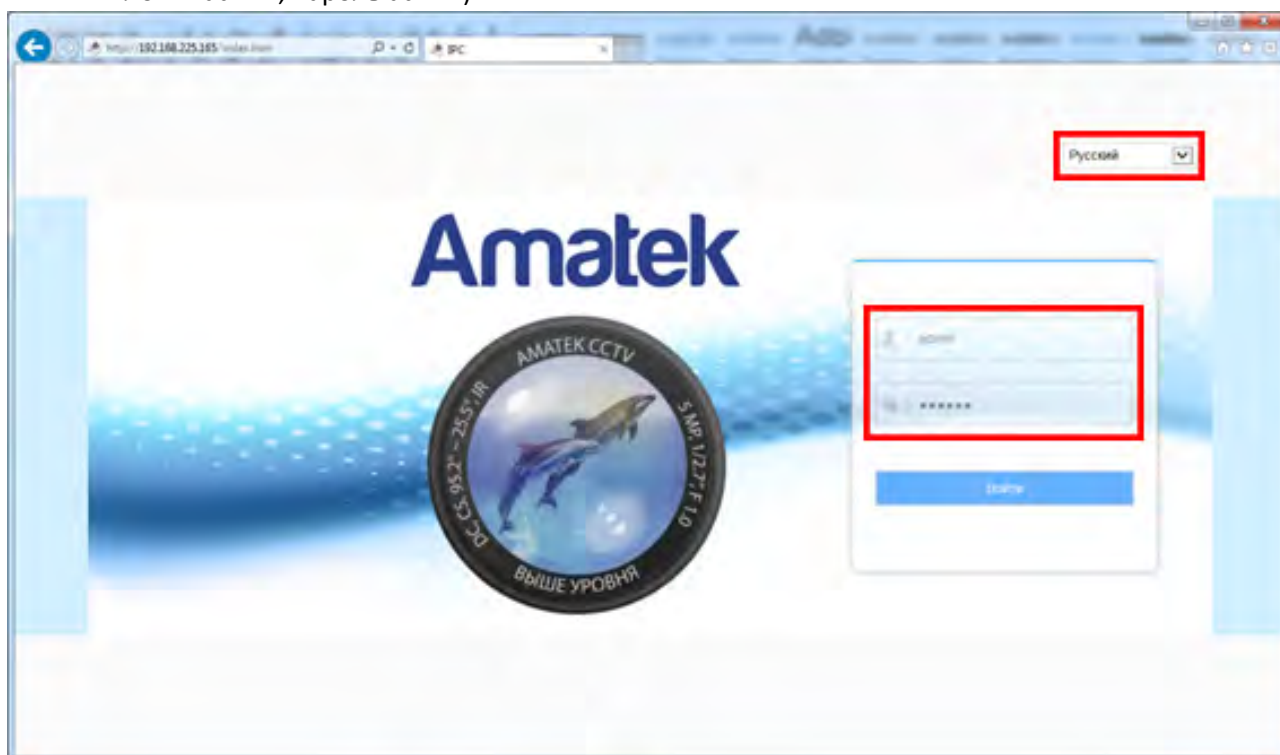 http://192.168.225.165/index.html
IPC
Русский
Amatek
AMATEK CCTV
5 MP, 1/2.7", F 1.0
DC, CS, 95.2° – 25.5°, IR
ВЫШЕ УРОВНЯ
admin
••••••
Войти